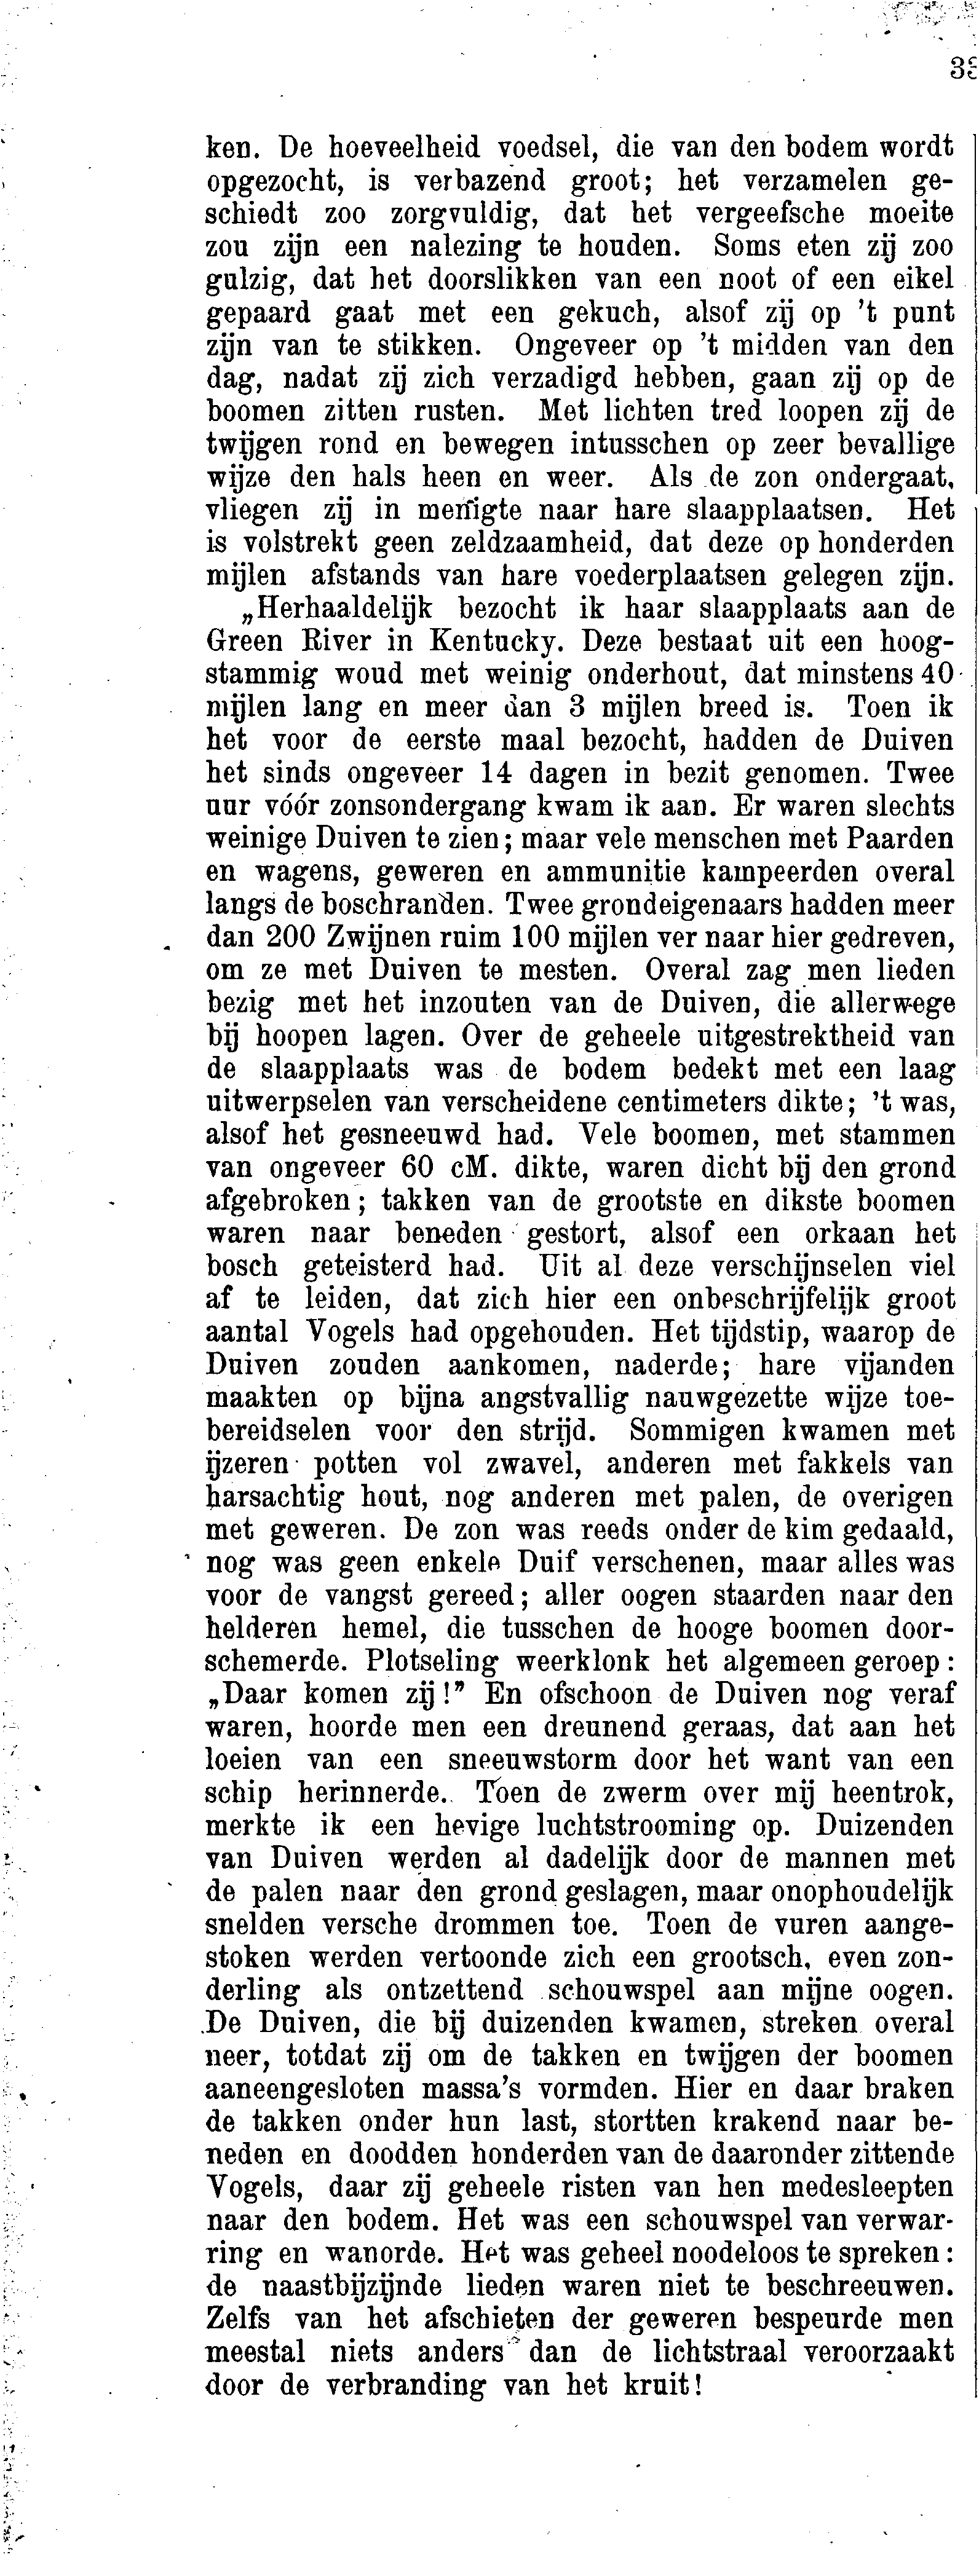 ken. De hoeveelheid voedsel, die van den bodem wordt
opgezocht, is verbazend groot; het verzamelen ge-
schiedt zoo zorgvuldig, dat het vergeefsche moeite
zou zijn een nalezing te houden. Soms eten zij zoo
gulzig, dat het doorslikken van een noot of een eikel
gepaard gaat met een gekuch, alsof zij op 't punt
zijn van te stikken. Ongeveer op 't midden van den
dag, nadat zij zich verzadigd hebben, gaan zij op de
boomen zitten rusten. Met lichten tred loopen zij de
twijgen rond en bewegen intusschen op zeer bevallige
wijze den hals heen en weer. Als de zon ondergaat,
vliegen zij in menigte naar hare slaapplaatsen. Het
is volstrekt geen zeldzaamheid, dat deze op honderden
mijlen afstands van hare voederplaatsen gelegen zijn.
„Herhaaldelijk bezocht ik haar slaapplaats aan de
Green River in Kentucky. Deze bestaat uit een hoog-
stammig woud met weinig onderhout, dat minstens 40
mijlen lang en meer dan 3 mijlen breed is. Toen ik
het voor de eerste maal bezocht, hadden de Duiven
het sinds ongeveer 14 dagen in bezit genomen. Twee
uur vóór zonsondergang kwam ik aan. Er waren slechts
weinige Duiven te zien; maar vele menschen met Paarden
en wagens, geweren en ammunitie kampeerden overal
langs de boschranden. Twee grondeigenaars hadden meer
dan 200 Zwijnen ruim 100 mijlen ver naar hier gedreven,
om ze met Duiven te mesten. Overal zag men lieden
bezig met het inzouten van de Duiven, die allerwege
bij hoopen lagen. Over de geheele uitgestrektheid van
de slaapplaats was de bodem bedekt met een laag
uitwerpselen van verscheidene centimeters dikte; 't was,
alsof het gesneeuwd had. Vele boomen, met stammen
van ongeveer 60 cM. dikte, waren dicht bij den grond
afgebroken; takken van de grootste en dikste boomen
waren naar beneden gestort, alsof een orkaan het
bosch geteisterd had. Uit al deze verschijnselen viel
af te leiden, dat zich hier een onbeschrijfelijk groot
aantal Vogels had opgehouden. Het tijdstip, waarop de
Duiven zouden aankomen, naderde; hare vijanden
maakten op bijna angstvallig nauwgezette wijze toe-
bereidselen voor den strijd. Sommigen kwamen met
ijzeren potten vol zwavel, anderen met fakkels van
harsachtig hout, nog anderen met palen, de overigen
met geweren. De zon was reeds onder de kim gedaald,
nog was geen enkele Duif verschenen, maar alles was
voor de vangst gereed; aller oogen staarden naar den
helderen hemel, die tusschen de hooge boomen door-
schemerde. Plotseling weerklonk het algemeen geroep:
„Daar komen zij!” En ofschoon de Duiven nog veraf
waren, hoorde men een dreunend geraas, dat aan het
loeien van een sneeuwstorm door het want van een
schip herinnerde. Toen de zwerm over mij heentrok,
merkte ik een hevige luchtstrooming op. Duizenden
van Duiven werden al dadelijk door de mannen met
de palen naar den grond geslagen, maar onophoudelijk
snelden versche drommen toe. Toen de vuren aange-
stoken werden vertoonde zich een grootsch, even zon-
derling als ontzettend schouwspel aan mijne oogen.
De Duiven, die bij duizenden kwamen, streken overal
neer, totdat zij om de takken en twijgen der boomen
aaneengesloten massa's vormden. Hier en daar braken
de takken onder hun last, stortten krakend naar be-
neden en doodden honderden van de daaronder zittende
Vogels, daar zij geheele risten van hen medesleepten
naar den bodem. Het was een schouwspel van verwar-
ring en wanorde. Het was geheel noodeloos te spreken:
de naastbijzijnde lieden waren niet te beschreeuwen.
Zelfs van het afschieten der geweren bespeurde men
meestal niets anders dan de lichtstraal veroorzaakt
door de verbranding van het kruit!